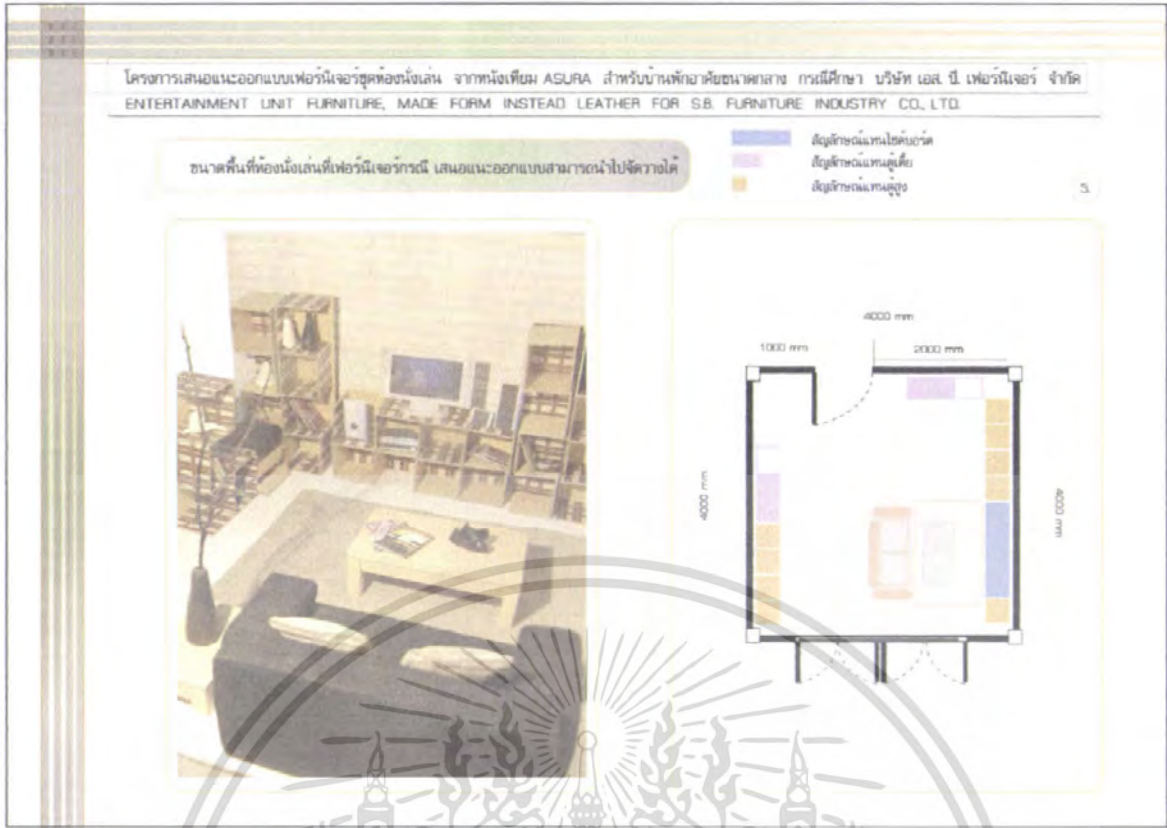 โครงการเสนอแนะออกแบบเฟอร์นิเจอร์ชุดห้องนั่งเล่น จากหนังเทียม ASURA สำหรับบ้านพักอาศัยขนาดกลาง กรณีศึกษา บริษัท เอส. บี. เฟอร์นิเจอร์ จำกัด
ENTERTAINMENT UNIT FURNITURE, MADE FORM INSTEAD LEATHER FOR S.B. FURNITURE INDUSTRY CO., LTD.
ขนาดพื้นที่ห้องนั่งเล่นที่เฟอร์นิเจอร์กรณี เสนอแนะออกแบบสามารถนำไปจัดวางได้
สัญลักษณ์แทนไซด์บอร์ด
สัญลักษณ์แทนตู้เตี้ย
สัญลักษณ์แทนตู้สูง
5.
4000 mm
1000 mm
2000 mm
4000 mm
4000 mm